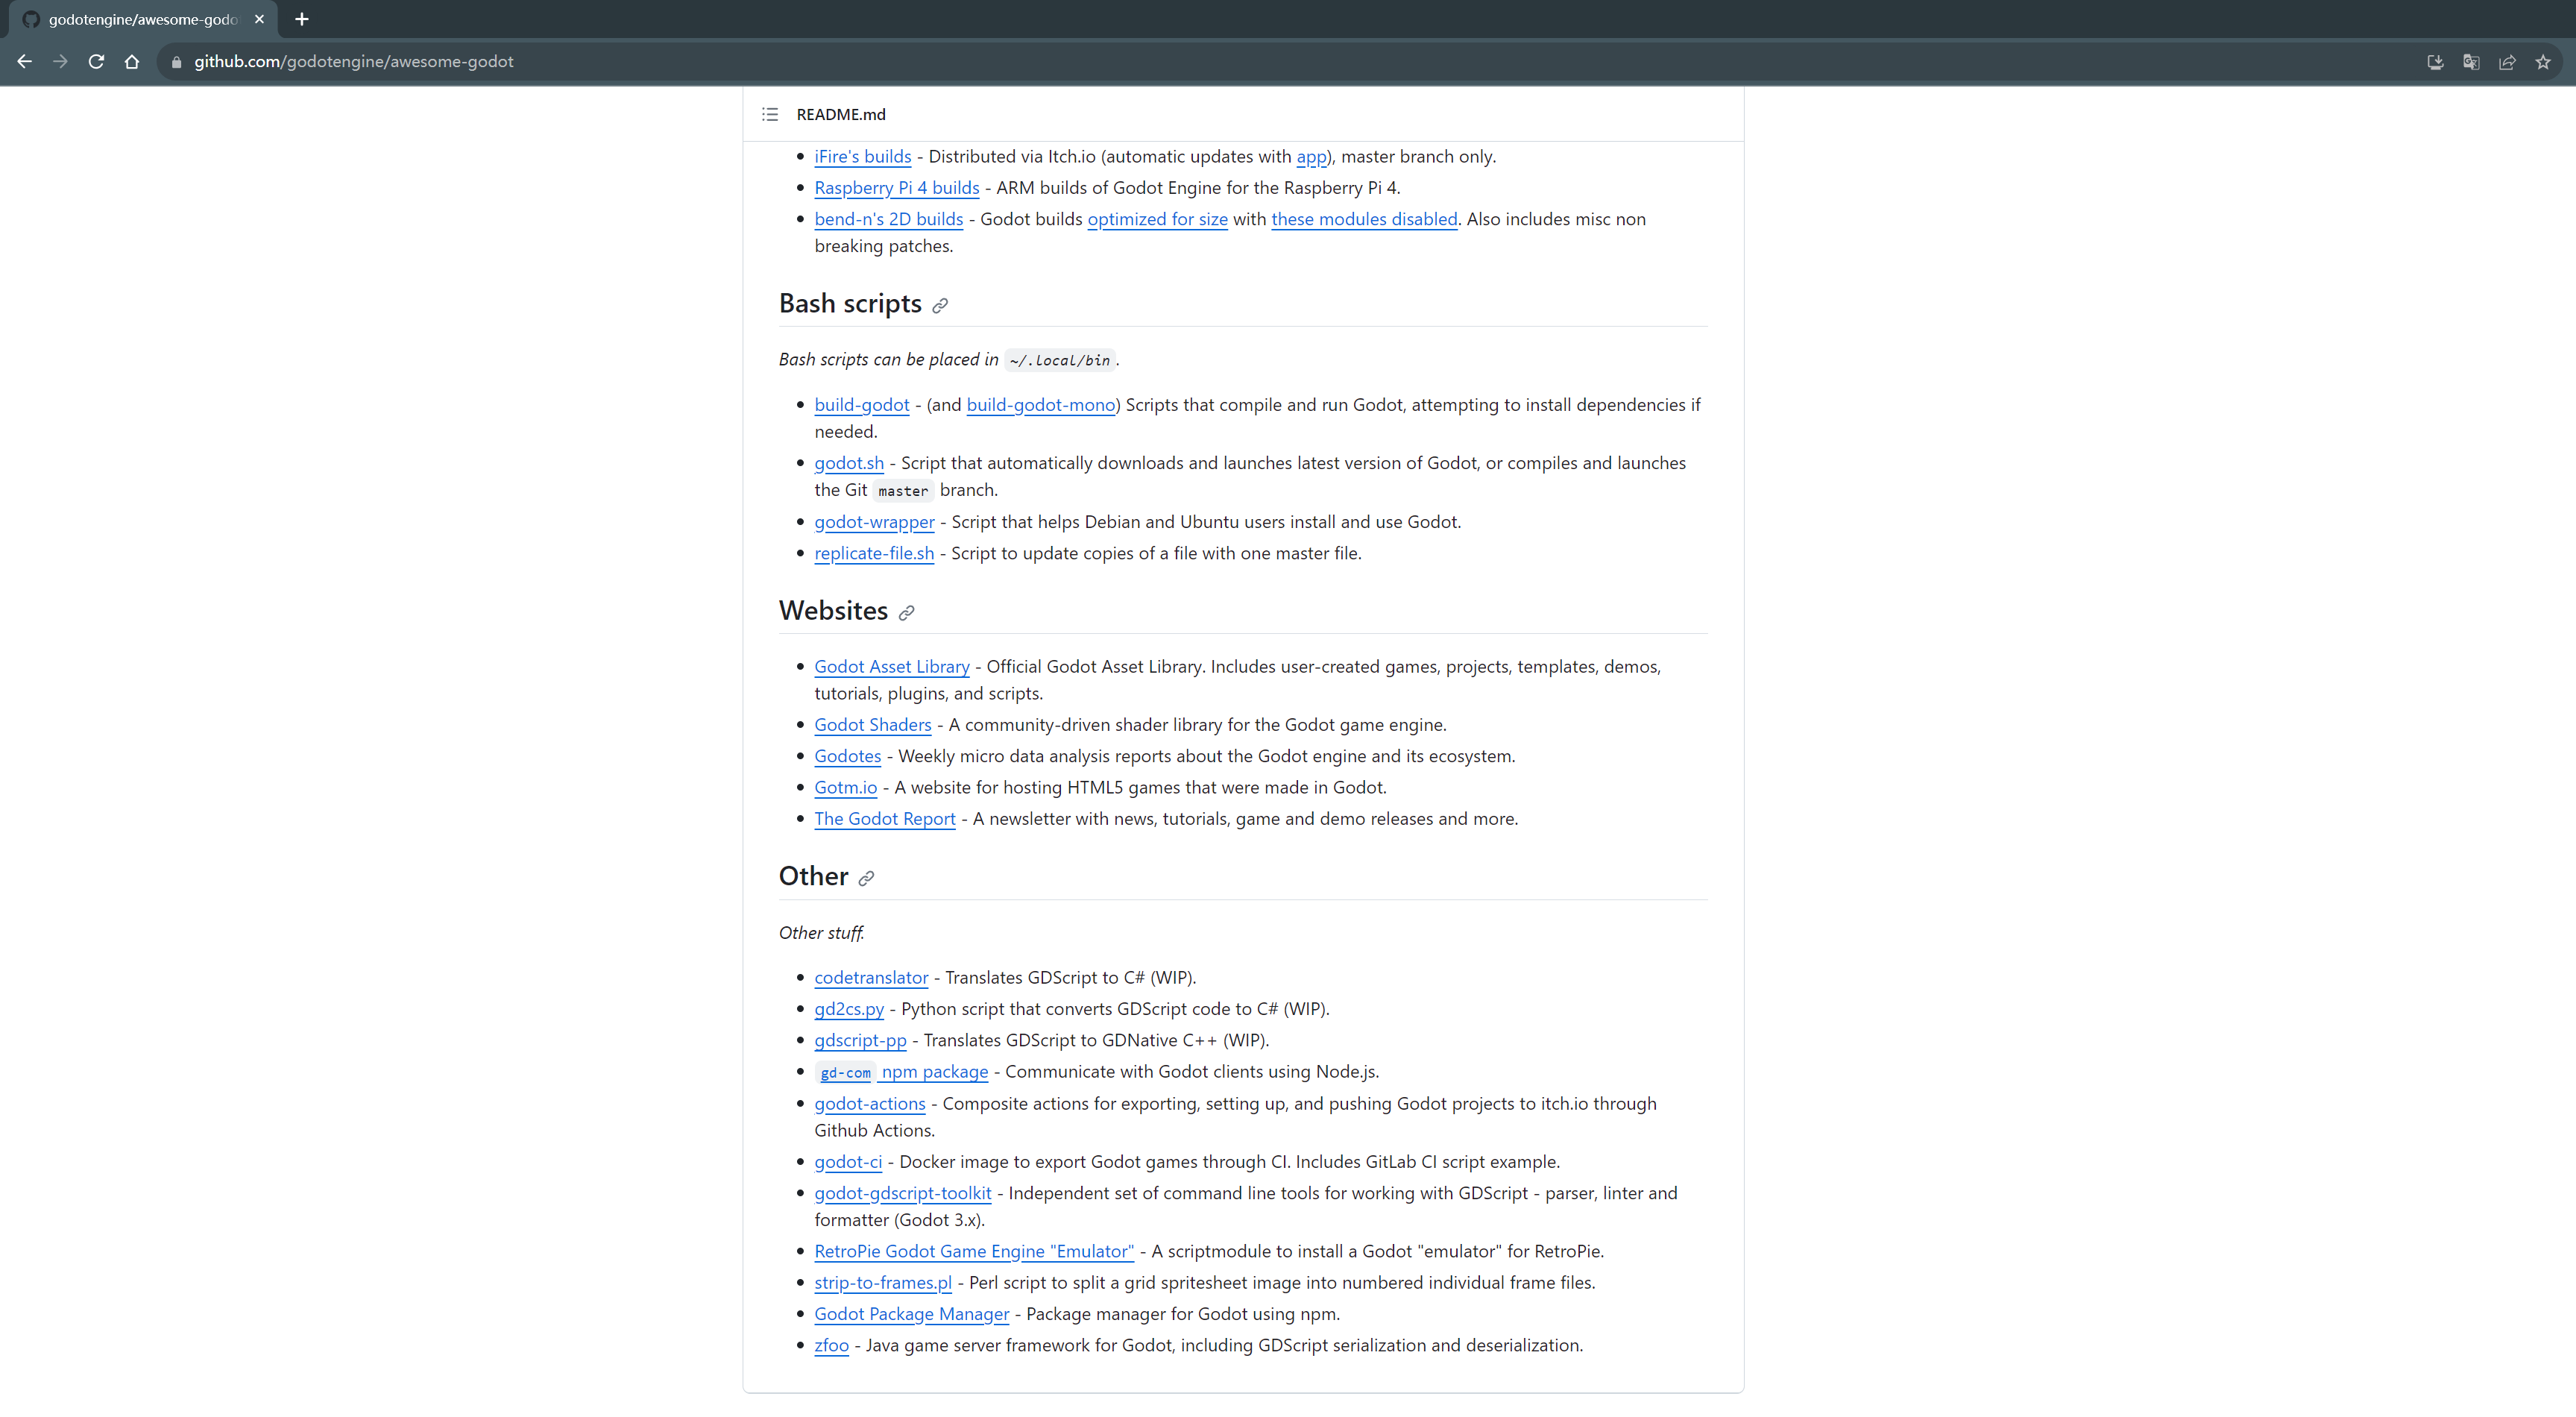 godotengine/awesome-godo
github.com/godotengine/awesome-godot
README.md
iFire's builds - Distributed via Itch.io (automatic updates with app), master branch only.
Raspberry Pi 4 builds - ARM builds of Godot Engine for the Raspberry Pi 4.
bend-n's 2D builds - Godot builds optimized for size with these modules disabled. Also includes misc non
breaking patches.
Bash scripts
Bash scripts can be placed in ~/.local/bin.
build-godot - (and build-godot-mono) Scripts that compile and run Godot, attempting to install dependencies if
needed.
godot.sh - Script that automatically downloads and launches latest version of Godot, or compiles and launches
the Git master branch.
godot-wrapper - Script that helps Debian and Ubuntu users install and use Godot.
replicate-file.sh - Script to update copies of a file with one master file.
Websites
Godot Asset Library - Official Godot Asset Library. Includes user-created games, projects, templates, demos,
tutorials, plugins, and scripts.
Godot Shaders - A community-driven shader library for the Godot game engine.
Godotes - Weekly micro data analysis reports about the Godot engine and its ecosystem.
Gotm.io - A website for hosting HTML5 games that were made in Godot.
The Godot Report - A newsletter with news, tutorials, game and demo releases and more.
Other
Other stuff.
codetranslator - Translates GDScript to C# (WIP).
gd2cs.py - Python script that converts GDScript code to C# (WIP).
gdscript-pp - Translates GDScript to GDNative C++ (WIP).
gd-com npm package - Communicate with Godot clients using Node.js.
godot-actions - Composite actions for exporting, setting up, and pushing Godot projects to itch.io through
Github Actions.
godot-ci - Docker image to export Godot games through CI. Includes GitLab CI script example.
godot-gdscript-toolkit - Independent set of command line tools for working with GDScript - parser, linter and
formatter (Godot 3.x).
RetroPie Godot Game Engine "Emulator" - A scriptmodule to install a Godot "emulator" for RetroPie.
strip-to-frames.pl - Perl script to split a grid spritesheet image into numbered individual frame files.
Godot Package Manager - Package manager for Godot using npm.
zfoo - Java game server framework for Godot, including GDScript serialization and deserialization.